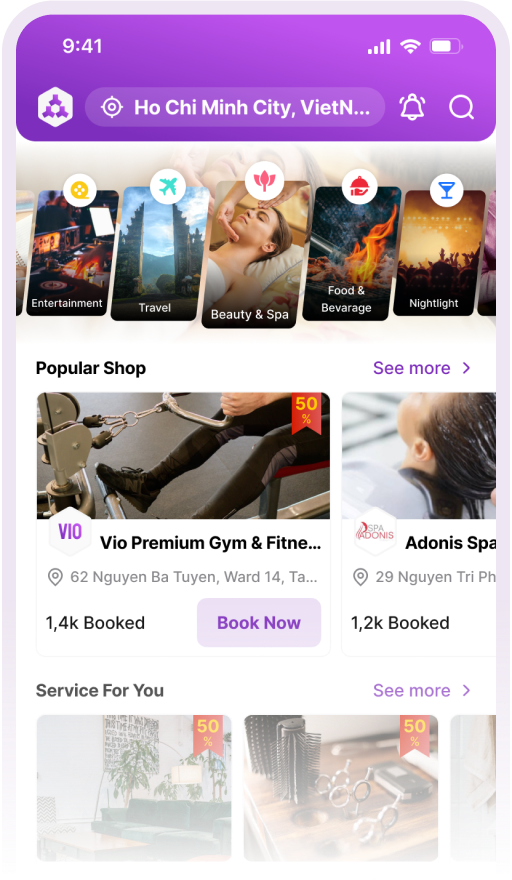 9:41
Ho Chi Minh City, VietN...
Entertainment
Travel
Beauty & Spa
Food &
Bevarage
Nightlight
Popular Shop
See more
50
%
VIO
Vio Premium Gym & Fitne...
62 Nguyen Ba Tuyen, Ward 14, Ta...
1,4k Booked
Book Now
SPA
ADONIS
Adonis Spa
29 Nguyen Tri Ph
1,2k Booked
Service For You
See more
50
%
50
%